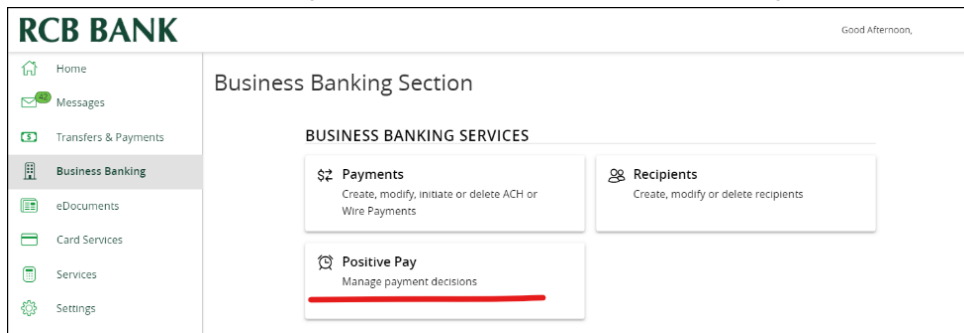 RCB BANK
Good Afternoon,
Home
42
Messages
Transfers & Payments
Business Banking
eDocuments
Card Services
Services
Settings
Business Banking Section
BUSINESS BANKING SERVICES
Payments
Create, modify, initiate or delete ACH or
Wire Payments
Recipients
Create, modify or delete recipients
Positive Pay
Manage payment decisions